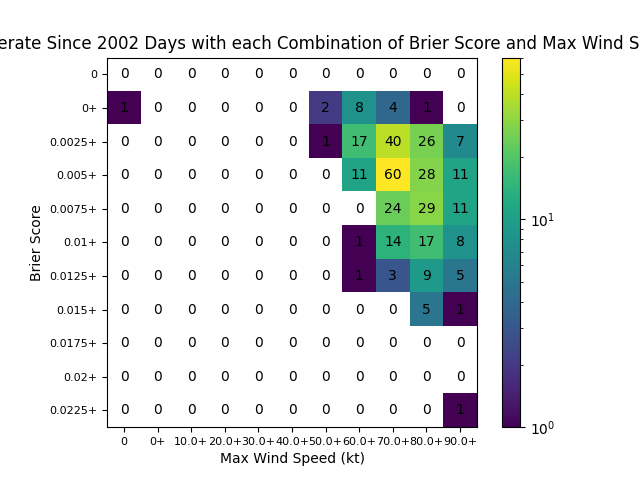 erate Since 2002 Days with each Combination of Brier Score and Max Wind S
0 0 0 0 0 0 0 0 0 0 0 0
0+ 1 0 0 0 0 0 2 8 4 1 0
0.0025+ 0 0 0 0 0 0 1 17 40 26 7
0.005+ 0 0 0 0 0 0 0 11 60 28 11
0.0075+ 0 0 0 0 0 0 0 0 24 29 11
0.01+ 0 0 0 0 0 0 0 1 14 17 8
0.0125+ 0 0 0 0 0 0 0 1 3 9 5
0.015+ 0 0 0 0 0 0 0 0 0 5 1
0.0175+ 0 0 0 0 0 0 0 0 0 0 0
0.02+ 0 0 0 0 0 0 0 0 0 0 0
0.0225+ 0 0 0 0 0 0 0 0 0 0 1
0 0+ 10.0+ 20.0+ 30.0+ 40.0+ 50.0+ 60.0+ 70.0+ 80.0+ 90.0+
Max Wind Speed (kt)
Brier Score
10¹
10⁰